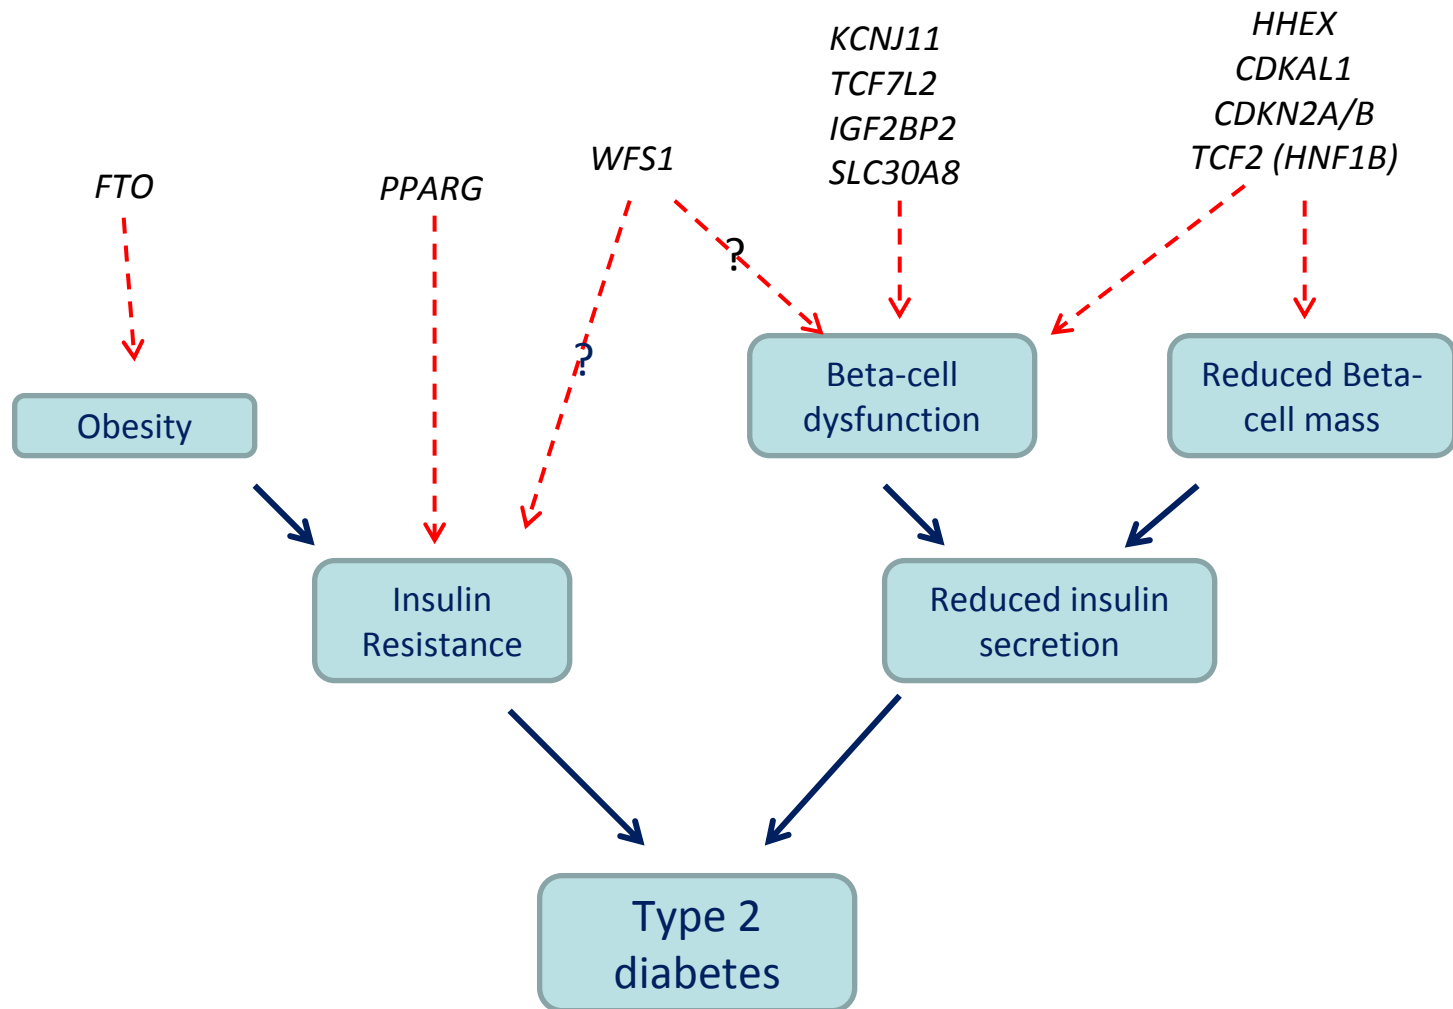 HHEX
CDKAL1
CDKN2A/B
TCF2 (HNF1B)
KCNJ11
TCF7L2
IGF2BP2
SLC30A8
WFS1
PPARG
FTO
?
?
Obesity
Beta-cell
dysfunction
Reduced Beta-
cell mass
Insulin
Resistance
Reduced insulin
secretion
Type 2
diabetes